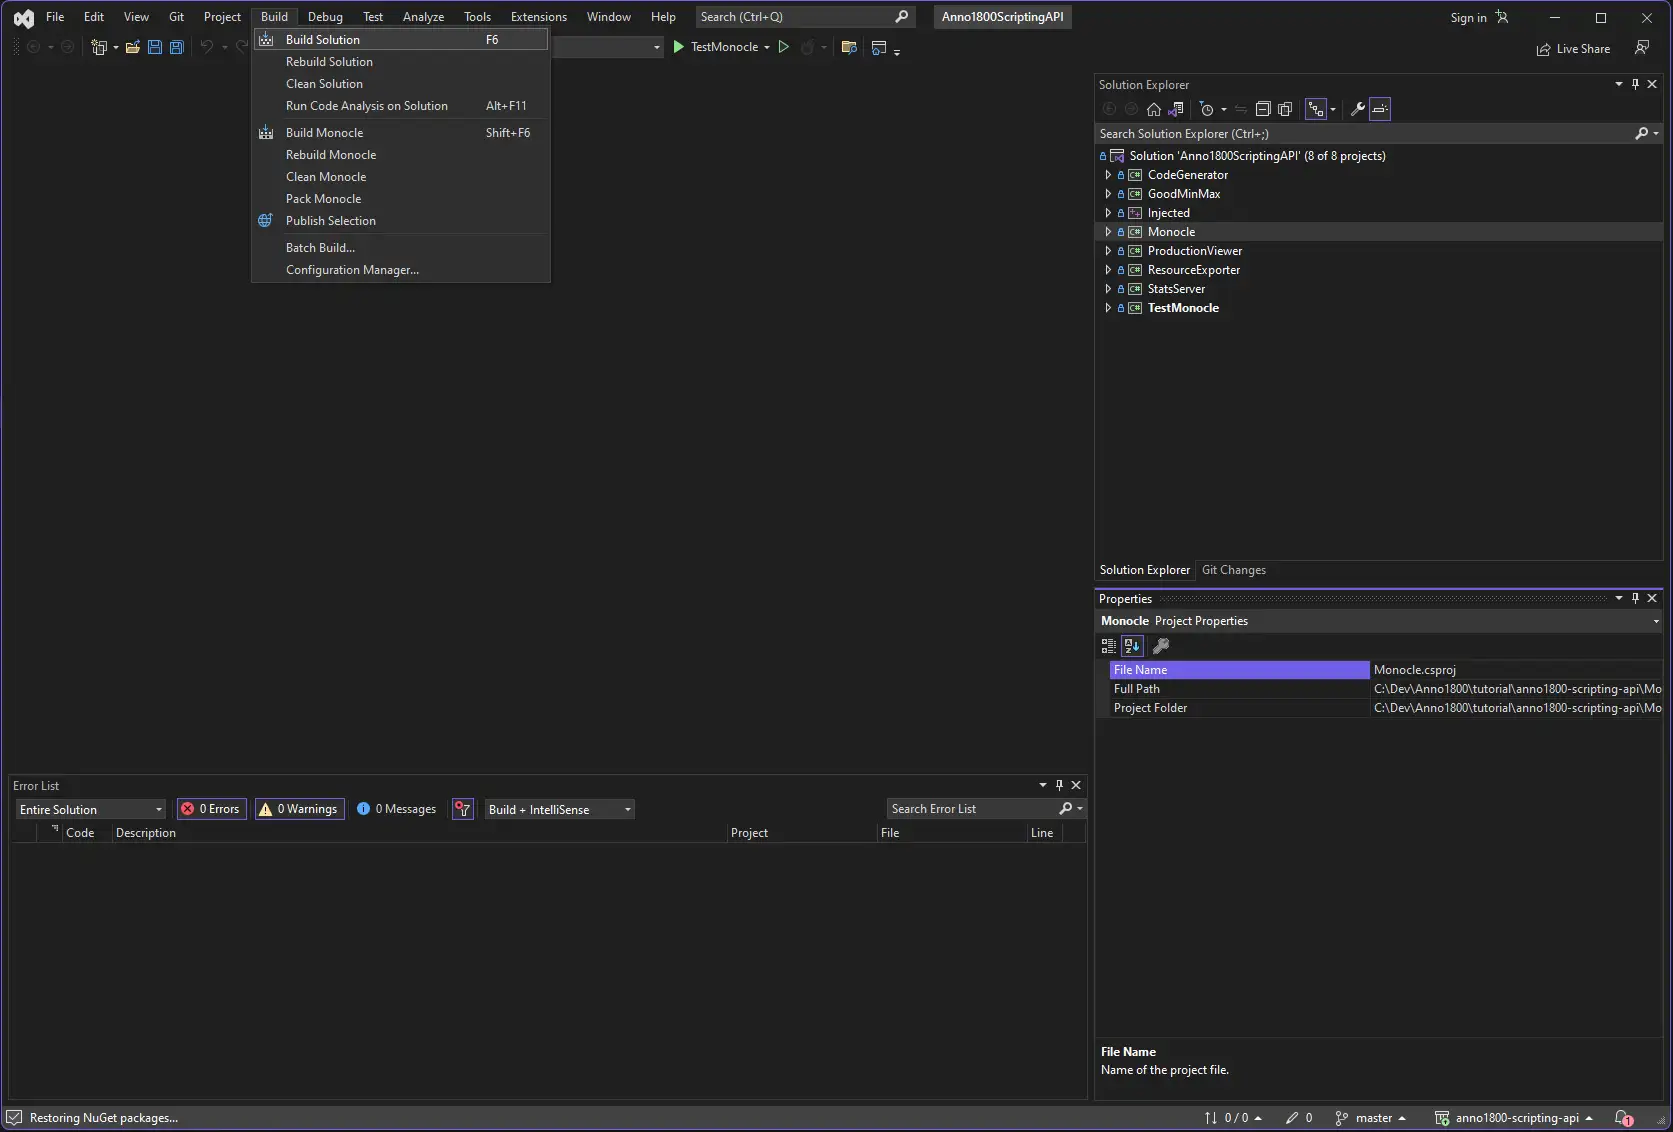 File Edit View Git Project Build Debug Test Analyze Tools Extensions Window Help Search (Ctrl+Q) Anno1800ScriptingAPI Sign in
TestMonocle Live Share
Build Solution F6
Rebuild Solution
Clean Solution
Run Code Analysis on Solution Alt+F11
Build Monocle Shift+F6
Rebuild Monocle
Clean Monocle
Pack Monocle
Publish Selection
Batch Build...
Configuration Manager...
Solution Explorer
Search Solution Explorer (Ctrl+;)
Solution 'Anno1800ScriptingAPI' (8 of 8 projects)
C# CodeGenerator
C# GoodMinMax
Injected
C# Monocle
C# ProductionViewer
C# ResourceExporter
C# StatsServer
C# TestMonocle
Solution Explorer Git Changes
Properties
Monocle Project Properties
File Name Monocle.csproj
Full Path C:\Dev\Anno1800\tutorial\anno1800-scripting-api\Mo
Project Folder C:\Dev\Anno1800\tutorial\anno1800-scripting-api\Mo
File Name
Name of the project file.
Error List
Entire Solution 0 Errors 0 Warnings 0 Messages Build + IntelliSense Search Error List
Code Description Project File Line
Restoring NuGet packages... 0 / 0 0 master anno1800-scripting-api 1